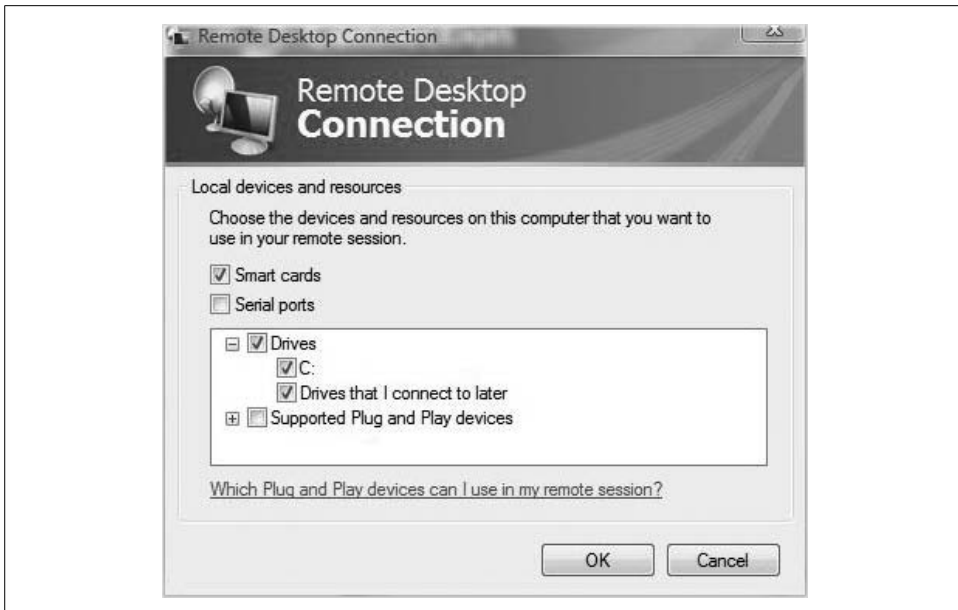 Remote Desktop Connection
Remote Desktop
Connection
Local devices and resources
Choose the devices and resources on this computer that you want to
use in your remote session.
Smart cards
Serial ports
Drives
C:
Drives that I connect to later
Supported Plug and Play devices
Which Plug and Play devices can I use in my remote session?
OK Cancel